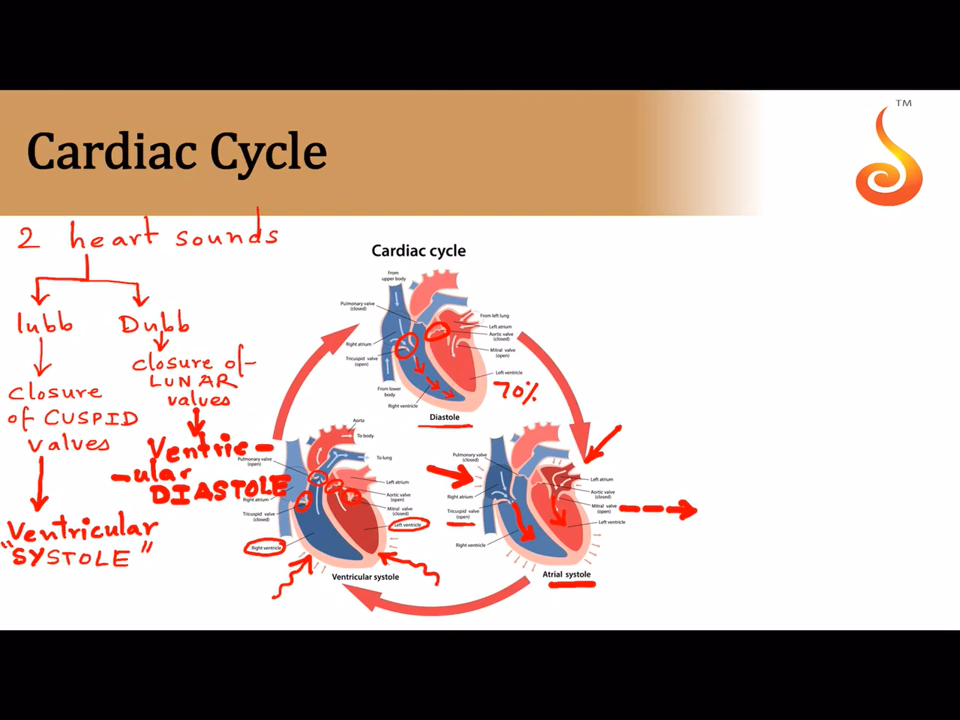 TM
Cardiac Cycle
2 heart sounds
lubb
Dubb
closure
of CUSPID
valves
closure of
LUNAR
valves
Ventricular
"SYSTOLE"
Ventric-
-ular
DIASTOLE
Cardiac cycle
From
upper body
Pulmonary valve
(closed)
Right atrium
Tricuspid valve
(open)
From lower
body
Right ventricle
From left lung
Left atrium
Aortic valve
(closed)
Mitral valve
(open)
Left ventricle
70%
Diastole
Pulmonary valve
(closed)
Right atrium
Tricuspid valve
(open)
Right ventricle
Left atrium
Aortic valve
(closed)
Mitral valve
(open)
Left ventricle
Atrial systole
Aorta
To body
To lung
Pulmonary valve
(open)
Right atrium
Tricuspid valve
(closed)
Right ventricle
Left atrium
Aortic valve
(open)
Mitral valve
(closed)
Left ventricle
Ventricular systole